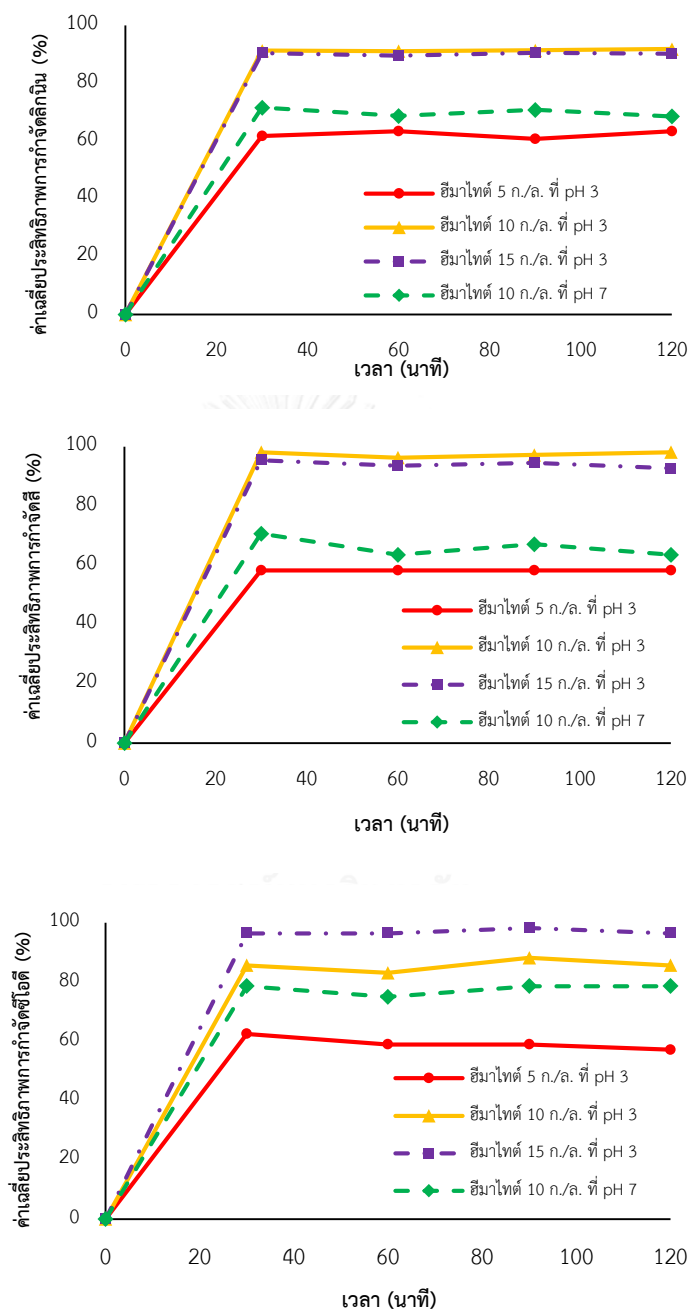 ค่าเฉลี่ยประสิทธิภาพการกำจัดลิกนิน (%)
100
80
60
40
20
0
ฮีมาไทต์ 5 ก./ล. ที่ pH 3
ฮีมาไทต์ 10 ก./ล. ที่ pH 3
ฮีมาไทต์ 15 ก./ล. ที่ pH 3
ฮีมาไทต์ 10 ก./ล. ที่ pH 7
0 20 40 60 80 100 120
เวลา (นาที)
ค่าเฉลี่ยประสิทธิภาพการกำจัดสี (%)
100
80
60
40
20
0
ฮีมาไทต์ 5 ก./ล. ที่ pH 3
ฮีมาไทต์ 10 ก./ล. ที่ pH 3
ฮีมาไทต์ 15 ก./ล. ที่ pH 3
ฮีมาไทต์ 10 ก./ล. ที่ pH 7
0 20 40 60 80 100 120
เวลา (นาที)
ค่าเฉลี่ยประสิทธิภาพการกำจัดซีโอดี (%)
100
80
60
40
20
0
ฮีมาไทต์ 5 ก./ล. ที่ pH 3
ฮีมาไทต์ 10 ก./ล. ที่ pH 3
ฮีมาไทต์ 15 ก./ล. ที่ pH 3
ฮีมาไทต์ 10 ก./ล. ที่ pH 7
0 20 40 60 80 100 120
เวลา (นาที)